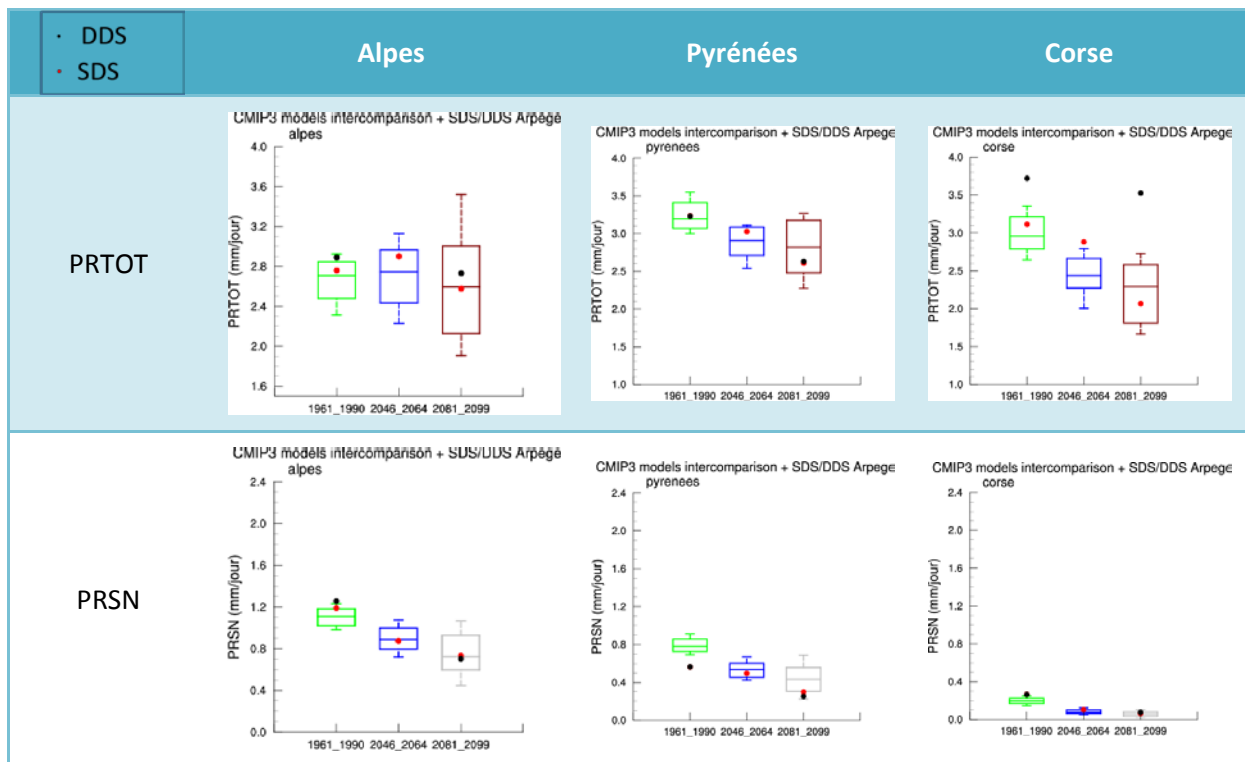 DDS
SDS
Alpes
Pyrénées
Corse
PRTOT
CMIP3 models intercomparison + SDS/DDS Arpege
alpes
PRTOT (mm/jour)
4.0
3.6
3.2
2.8
2.4
2.0
1.6
1961_1990 2046_2064 2081_2099
CMIP3 models intercomparison + SDS/DDS Arpege
pyrenees
PRTOT (mm/jour)
4.0
3.5
3.0
2.5
2.0
1.5
1.0
1961_1990 2046_2064 2081_2099
CMIP3 models intercomparison + SDS/DDS Arpege
corse
PRTOT (mm/jour)
4.0
3.5
3.0
2.5
2.0
1.5
1.0
1961_1990 2046_2064 2081_2099
PRSN
CMIP3 models intercomparison + SDS/DDS Arpege
alpes
PRSN (mm/jour)
2.4
2.0
1.6
1.2
0.8
0.4
0.0
1961_1990 2046_2064 2081_2099
CMIP3 models intercomparison + SDS/DDS Arpege
pyrenees
PRSN (mm/jour)
2.4
2.0
1.6
1.2
0.8
0.4
0.0
1961_1990 2046_2064 2081_2099
CMIP3 models intercomparison + SDS/DDS Arpege
corse
PRSN (mm/jour)
2.4
2.0
1.6
1.2
0.8
0.4
0.0
1961_1990 2046_2064 2081_2099